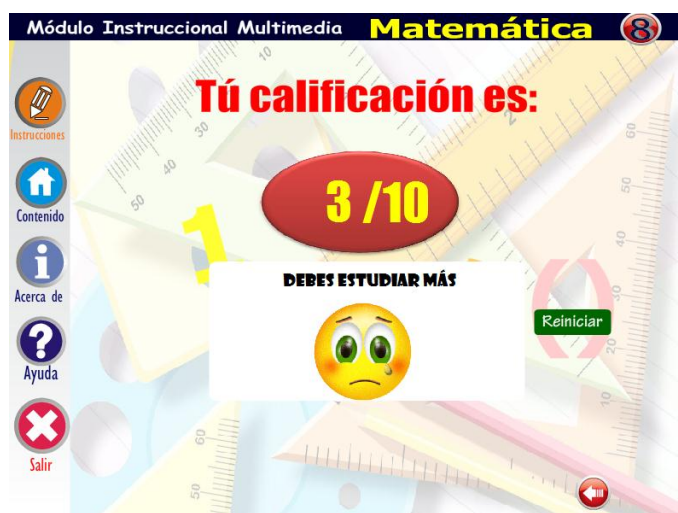 Módulo Instruccional Multimedia Matemática 8
Tú calificación es:
Instrucciones
3 /10
Contenido
DEBES ESTUDIAR MÁS
Acerca de
Reiniciar
Ayuda
Salir